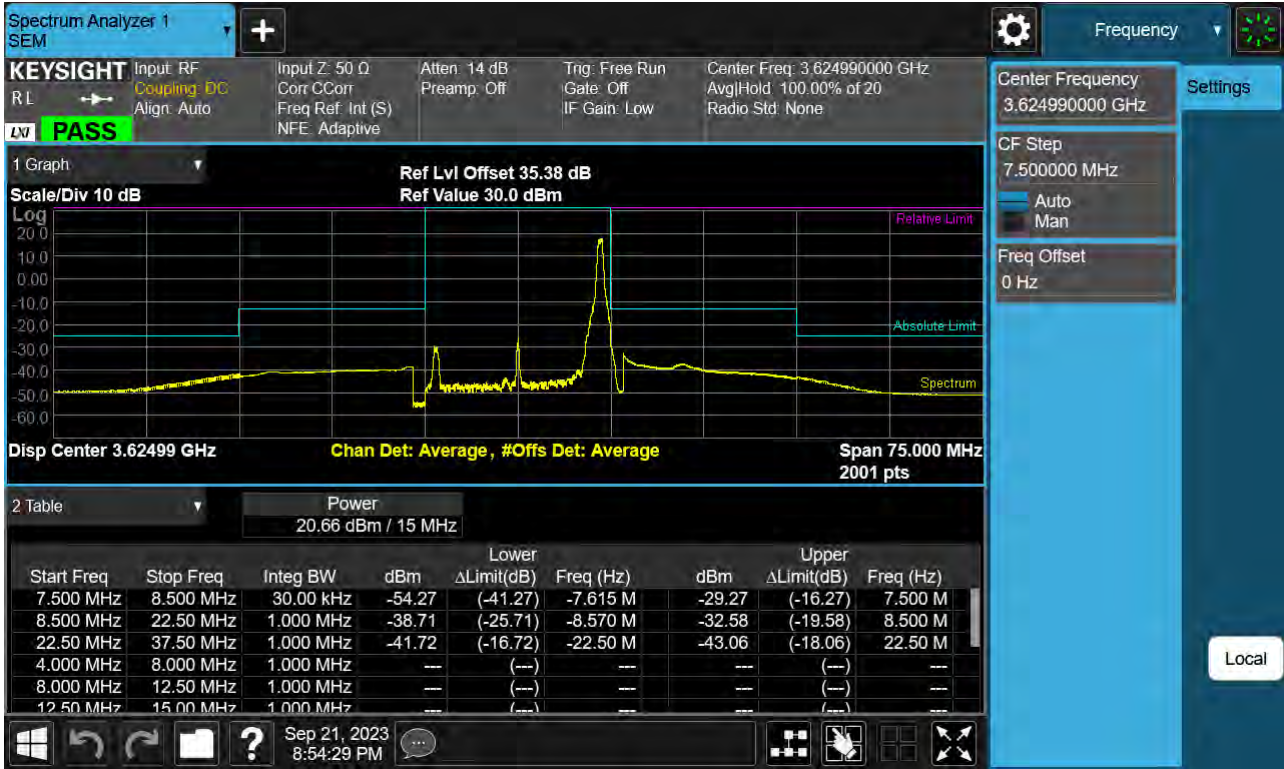 Spectrum Analyzer 1
SEM
Frequency
KEYSIGHT
R L
LXI
PASS
Input: RF
Coupling: DC
Align: Auto
Input Z: 50 Ω
Corr CCorr
Freq Ref: Int (S)
NFE: Adaptive
Atten: 14 dB
Preamp: Off
Trig: Free Run
Gate: Off
IF Gain: Low
Center Freq: 3.624990000 GHz
Avg|Hold: 100.00% of 20
Radio Std: None
Center Frequency
3.624990000 GHz
Settings
CF Step
7.500000 MHz
Auto
Man
Freq Offset
0 Hz
Local
1 Graph
Scale/Div 10 dB
Ref Lvl Offset 35.38 dB
Ref Value 30.0 dBm
Log
20.0
10.0
0.00
-10.0
-20.0
-30.0
-40.0
-50.0
-60.0
Relative Limit
Absolute Limit
Spectrum
Disp Center 3.62499 GHz
Chan Det: Average, #Offs Det: Average
Span 75.000 MHz
2001 pts
2 Table
Power
20.66 dBm / 15 MHz
Lower Upper
Start Freq Stop Freq Integ BW dBm ΔLimit(dB) Freq (Hz) dBm ΔLimit(dB) Freq (Hz)
7.500 MHz 8.500 MHz 30.00 kHz -54.27 (-41.27) -7.615 M -29.27 (-16.27) 7.500 M
8.500 MHz 22.50 MHz 1.000 MHz -38.71 (-25.71) -8.570 M -32.58 (-19.58) 8.500 M
22.50 MHz 37.50 MHz 1.000 MHz -41.72 (-16.72) -22.50 M -43.06 (-18.06) 22.50 M
4.000 MHz 8.000 MHz 1.000 MHz --- (---) --- --- (---) ---
8.000 MHz 12.50 MHz 1.000 MHz --- (---) --- --- (---) ---
12.50 MHz 15.00 MHz 1.000 MHz --- (---) --- --- (---) ---
?
Sep 21, 2023
8:54:29 PM